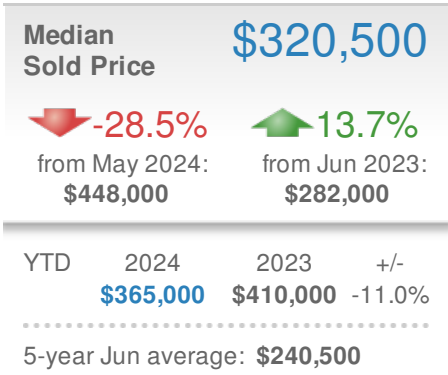 Median $320,500
Sold Price
-28.5% 13.7%
from May 2024: from Jun 2023:
$448,000 $282,000
YTD 2024 2023 +/-
$365,000 $410,000 -11.0%
5-year Jun average: $240,500